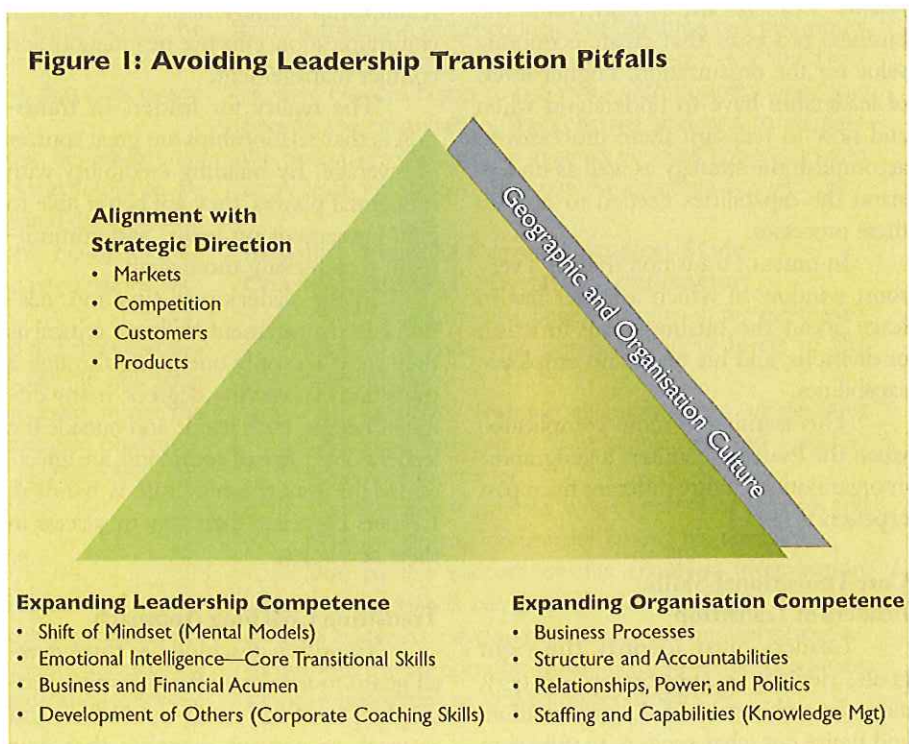 Figure 1: Avoiding Leadership Transition Pitfalls
Alignment with
Strategic Direction
• Markets
• Competition
• Customers
• Products
Geographic and Organisation Culture
Expanding Leadership Competence
• Shift of Mindset (Mental Models)
• Emotional Intelligence—Core Transitional Skills
• Business and Financial Acumen
• Development of Others (Corporate Coaching Skills)
Expanding Organisation Competence
• Business Processes
• Structure and Accountabilities
• Relationships, Power, and Politics
• Staffing and Capabilities (Knowledge Mgt)